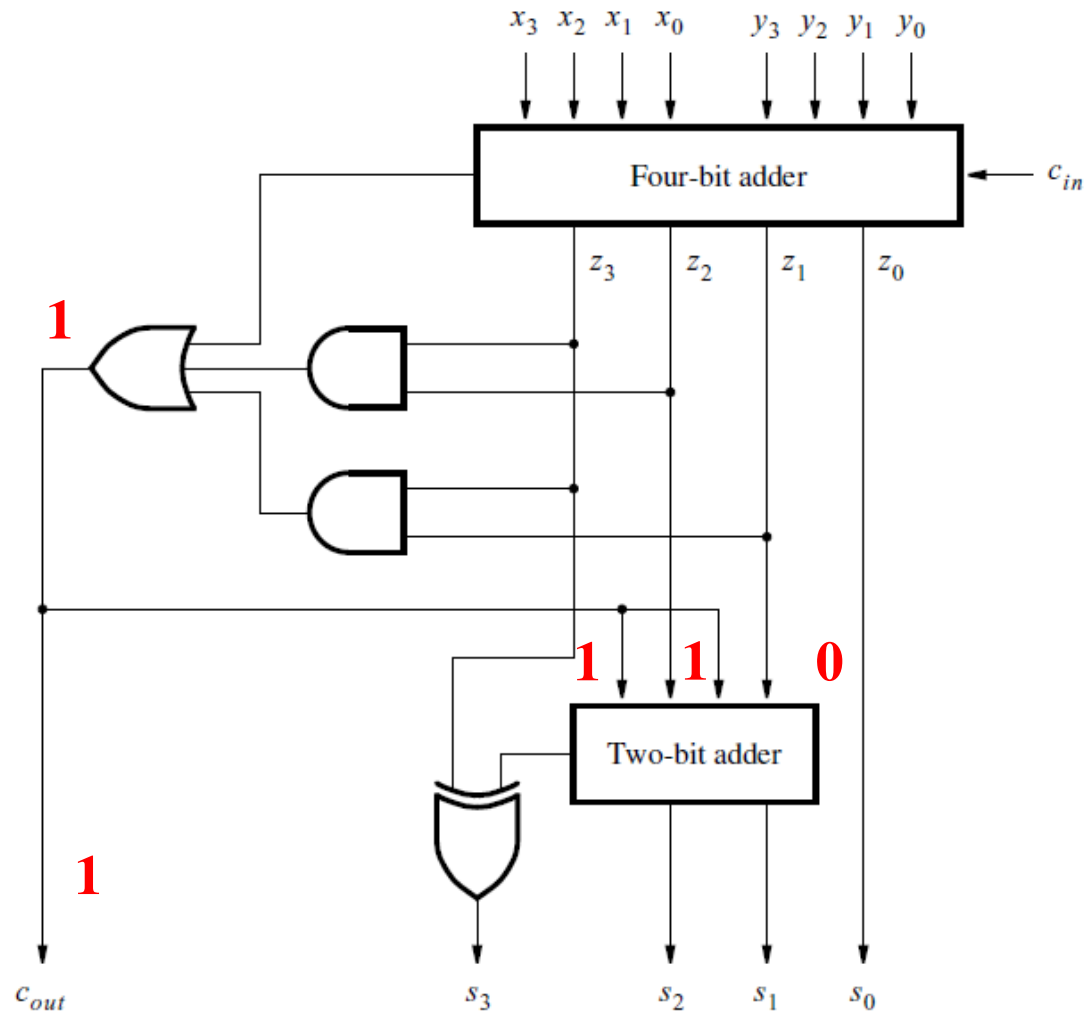 x3 x2 x1 x0 y3 y2 y1 y0
Four-bit adder
cin
z3 z2 z1 z0
1
1 1 0
Two-bit adder
1
cout s3 s2 s1 s0